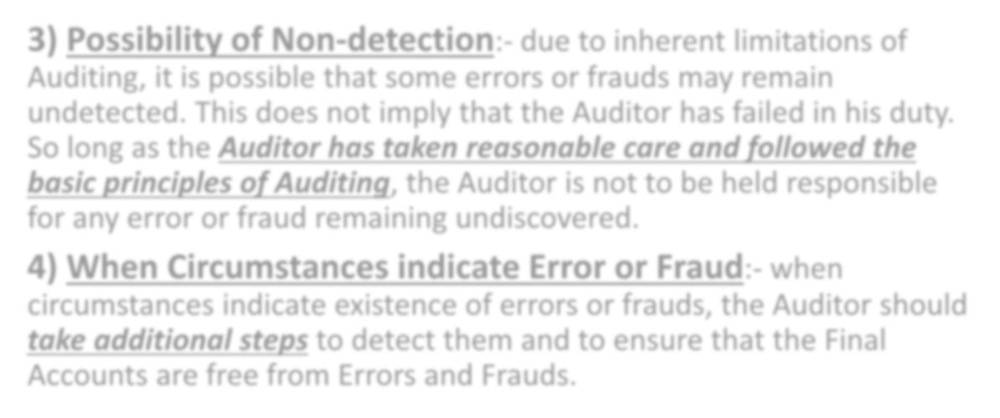 3) Possibility of Non-detection:- due to inherent limitations of
Auditing, it is possible that some errors or frauds may remain
undetected. This does not imply that the Auditor has failed in his duty.
So long as the Auditor has taken reasonable care and followed the
basic principles of Auditing, the Auditor is not to be held responsible
for any error or fraud remaining undiscovered.
4) When Circumstances indicate Error or Fraud:- when
circumstances indicate existence of errors or frauds, the Auditor should
take additional steps to detect them and to ensure that the Final
Accounts are free from Errors and Frauds.